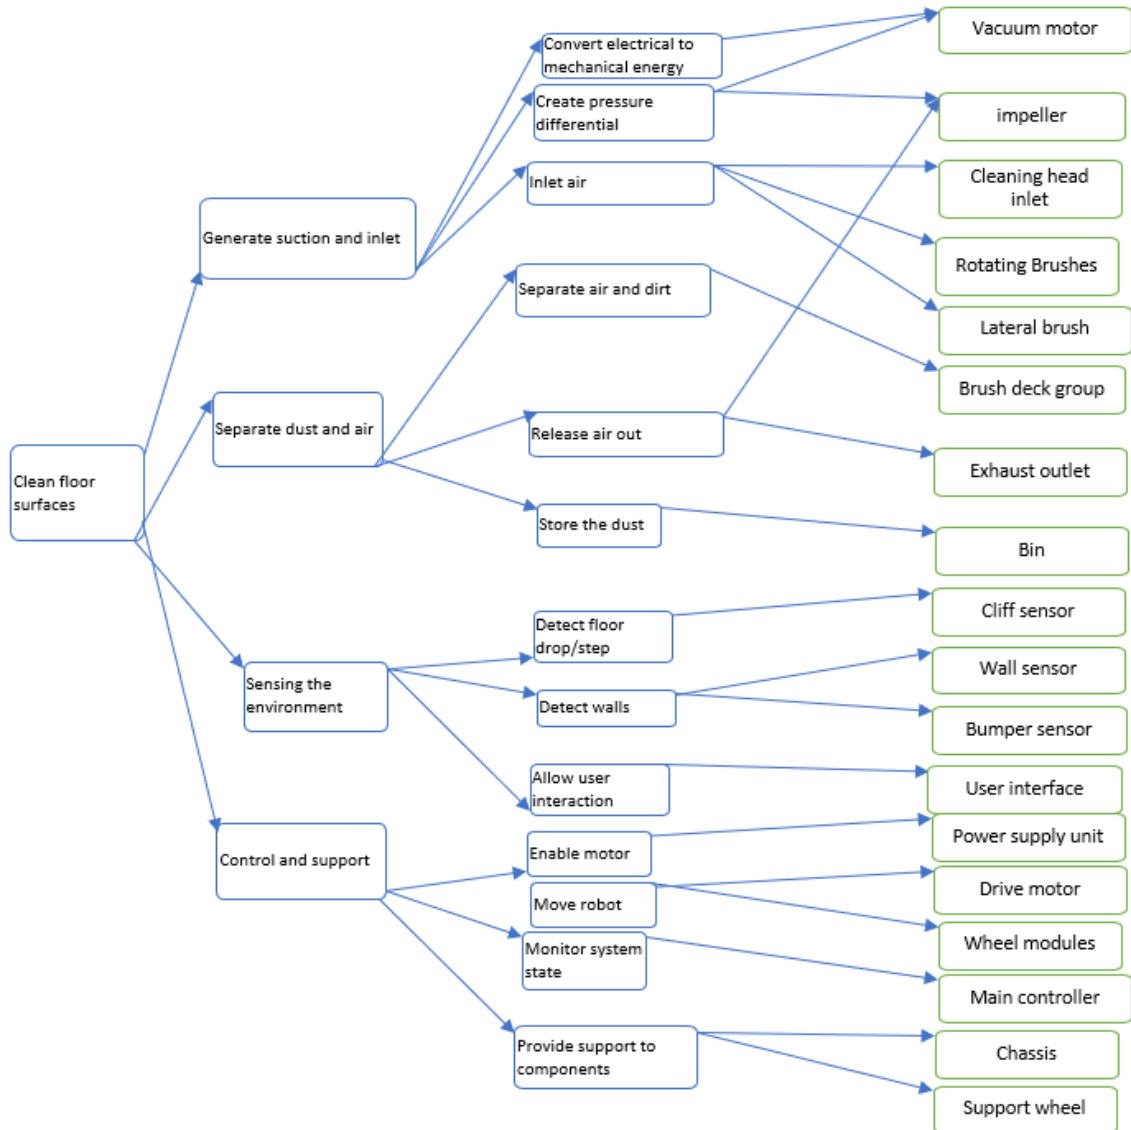 Clean floor
surfaces
Generate suction and inlet
Separate dust and air
Sensing the
environment
Control and support
Convert electrical to
mechanical energy
Create pressure
differential
Inlet air
Separate air and dirt
Release air out
Store the dust
Detect floor
drop/step
Detect walls
Allow user
interaction
Enable motor
Move robot
Monitor system
state
Provide support to
components
Vacuum motor
impeller
Cleaning head
inlet
Rotating Brushes
Lateral brush
Brush deck group
Exhaust outlet
Bin
Cliff sensor
Wall sensor
Bumper sensor
User interface
Power supply unit
Drive motor
Wheel modules
Main controller
Chassis
Support wheel